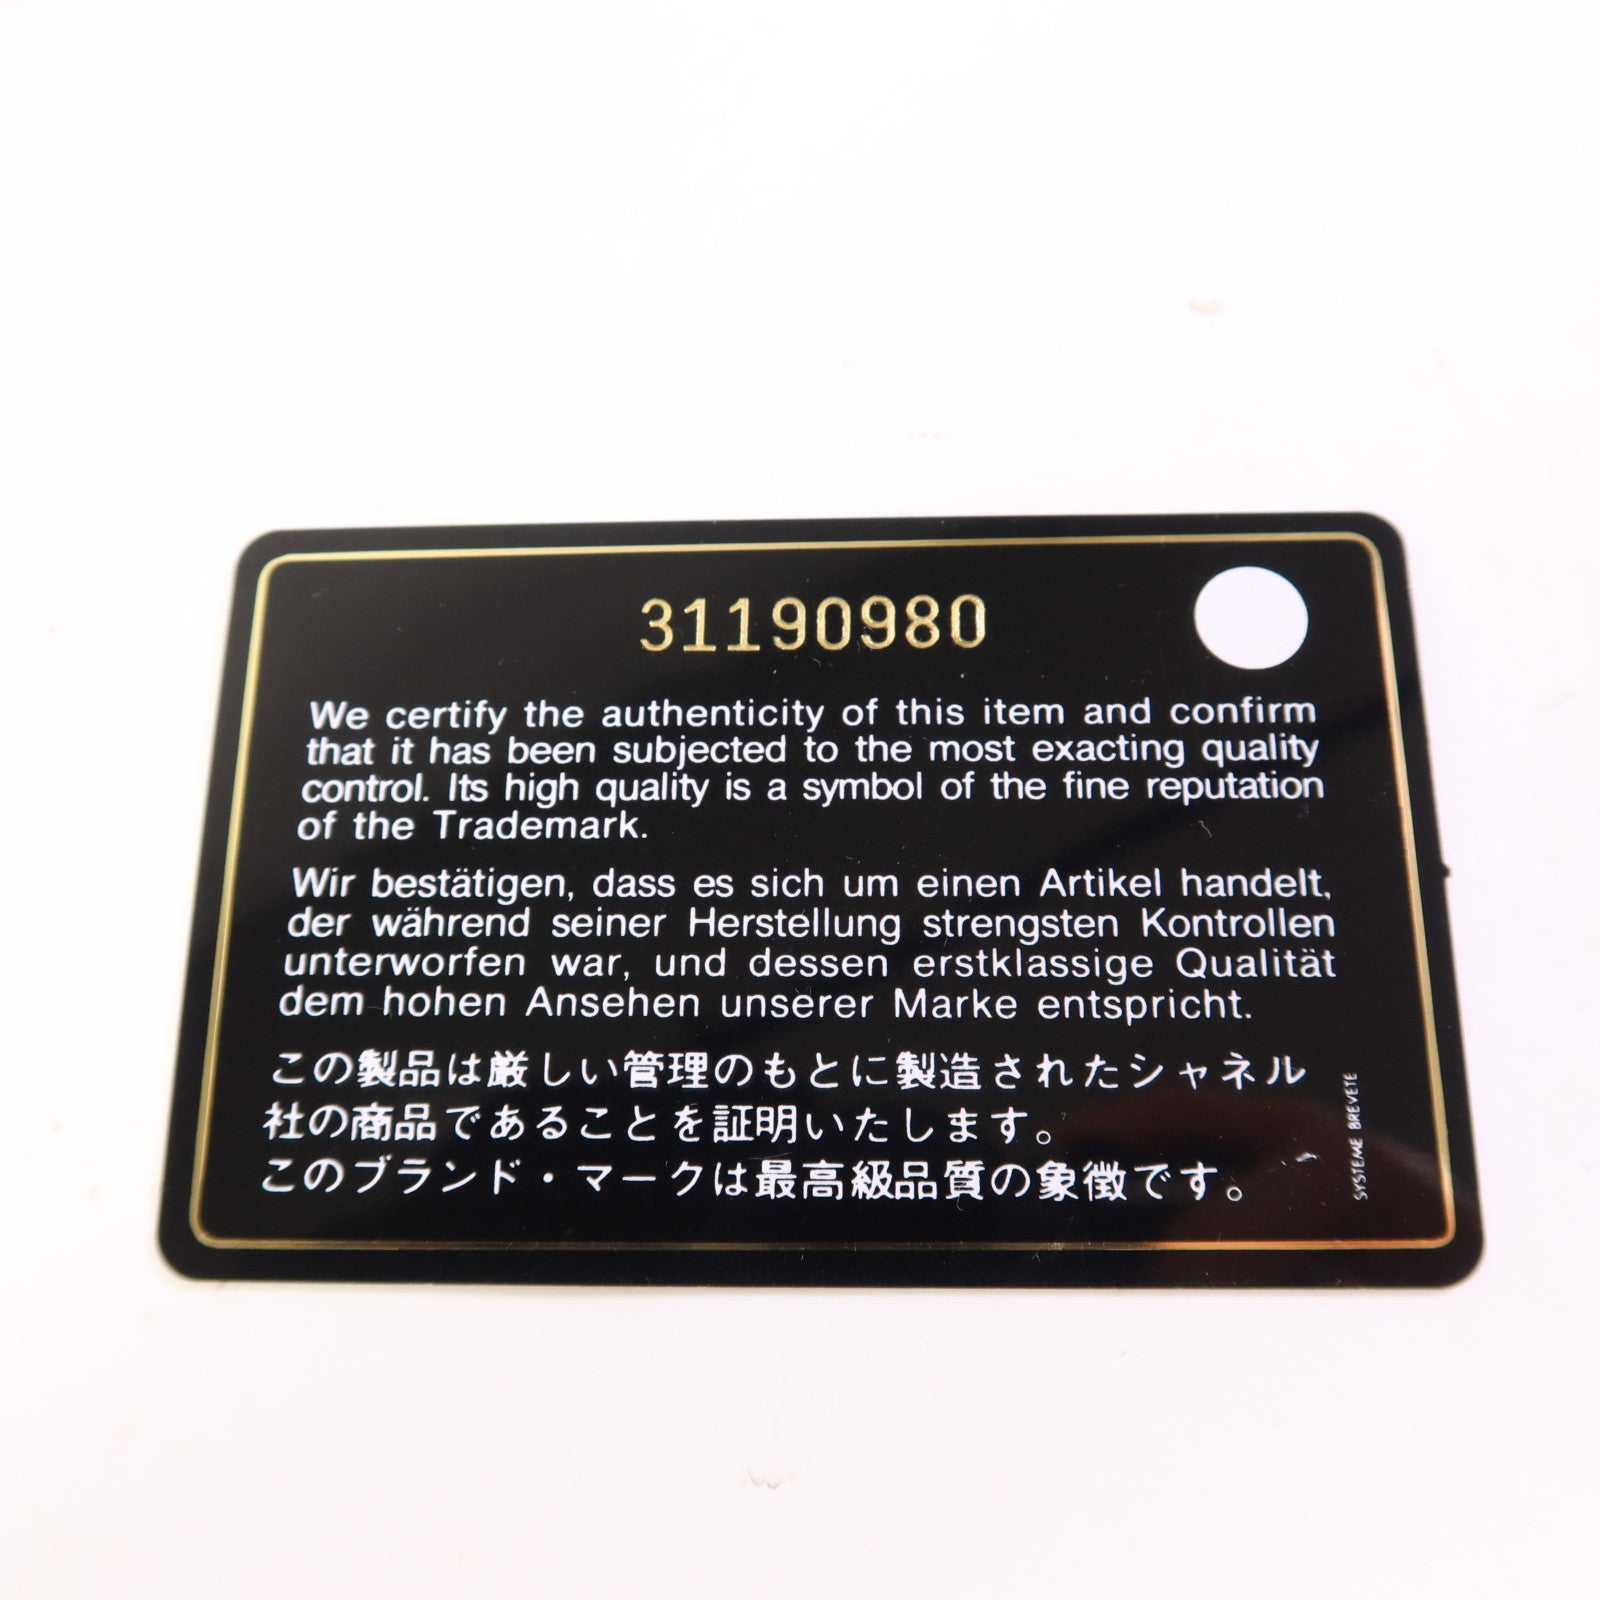 31190980
We certify the authenticity of this item and confirm
that it has been subjected to the most exacting quality
control. Its high quality is a symbol of the fine reputation
of the Trademark.
Wir bestätigen, dass es sich um einen Artikel handelt,
der während seiner Herstellung strengsten Kontrollen
unterworfen war, und dessen erstklassige Qualität
dem hohen Ansehen unserer Marke entspricht.
この製品は厳しい管理のもとに製造されたシャネル
社の商品であることを証明いたします。
このブランド・マークは最高級品質の象徴です。
SYSTEME BREVETE